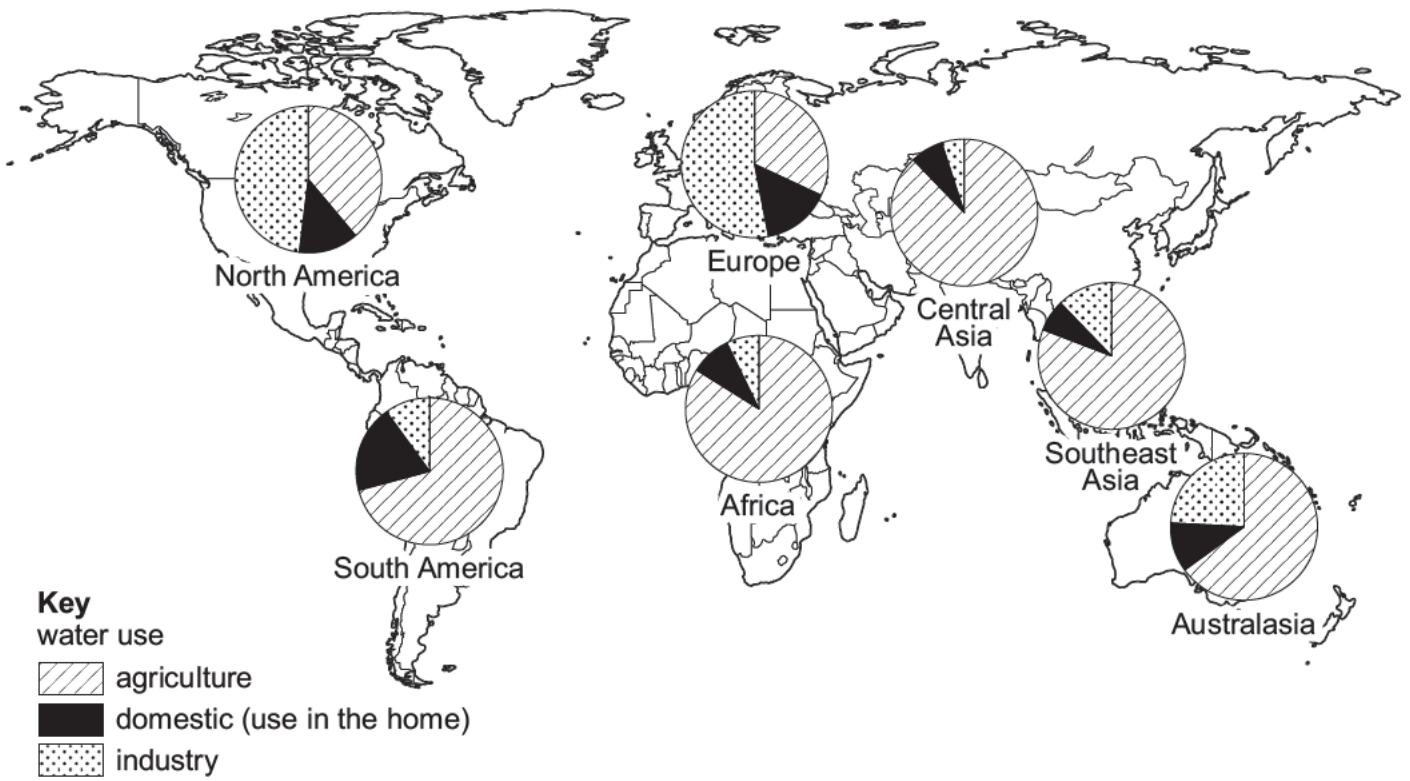 North America
Europe
Central
Asia
Southeast
Asia
Africa
South America
Australasia
Key
water use
agriculture
domestic (use in the home)
industry